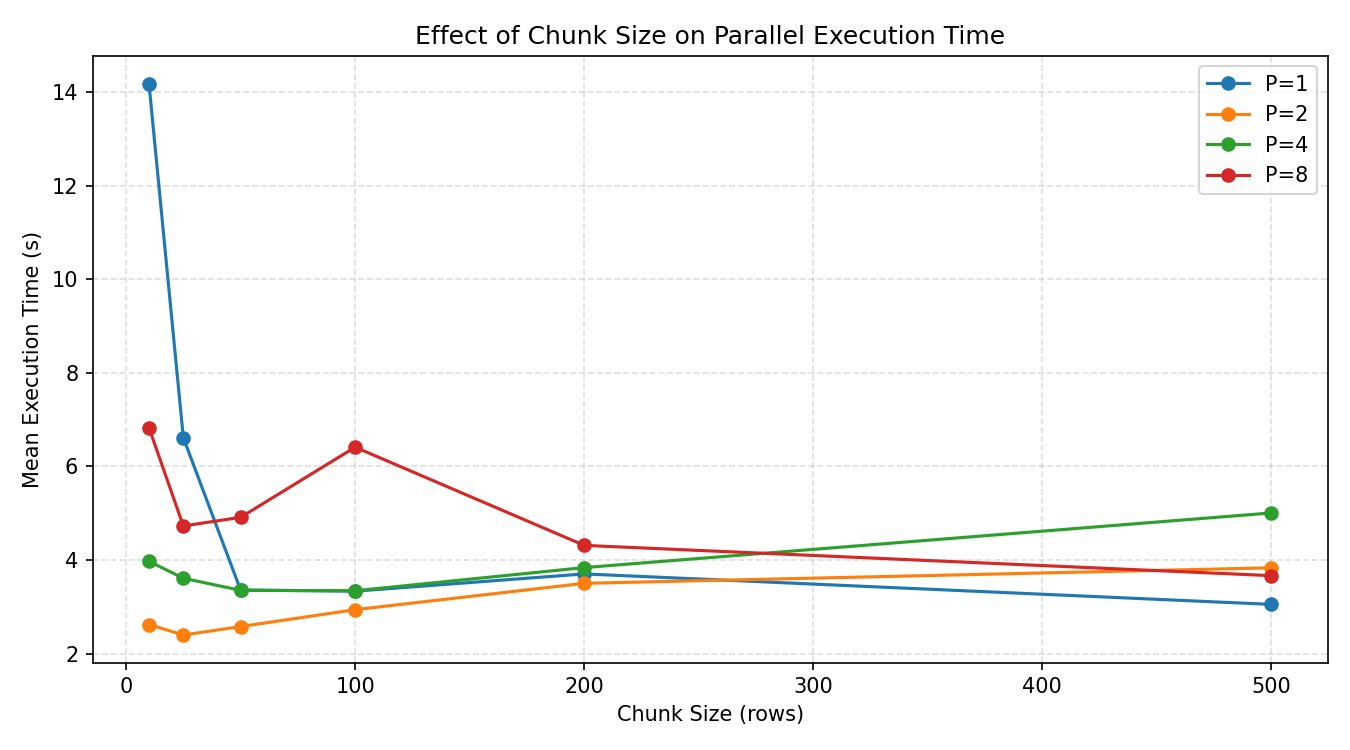 Effect of Chunk Size on Parallel Execution Time
Mean Execution Time (s)
14
12
10
8
6
4
2
P=1
P=2
P=4
P=8
0
100
200
300
400
500
Chunk Size (rows)